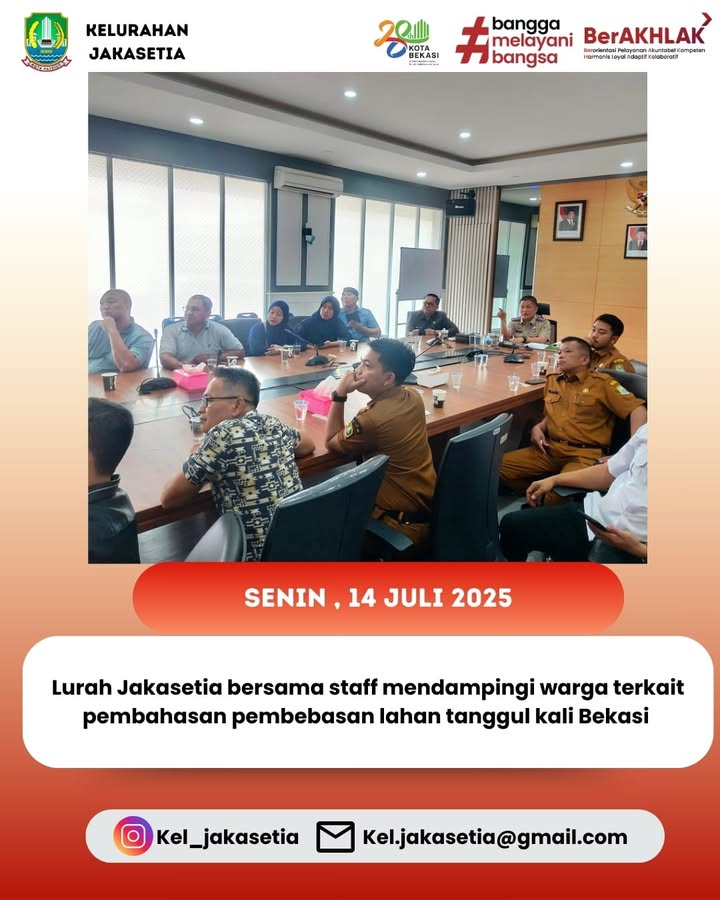 KELURAHAN
JAKASETIA
KOTA
BEKASI
#bangga
melayani
bangsa
BerAKHLAK
Berorientasi Pelayanan Akuntabel Kompeten
Harmonis Loyal Adaptif Kolaboratif
SENIN , 14 JULI 2025
Lurah Jakasetia bersama staff mendampingi warga terkait
pembahasan pembebasan lahan tanggul kali Bekasi
Kel_jakasetia
Kel.jakasetia@gmail.com